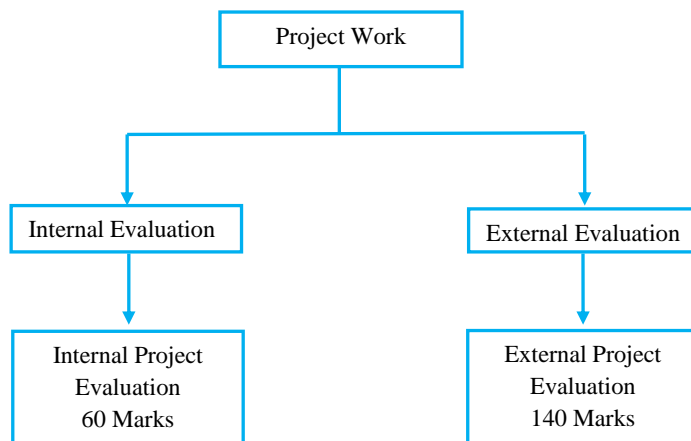 Project Work
Internal Evaluation
External Evaluation
Internal Project
Evaluation
60 Marks
External Project
Evaluation
140 Marks